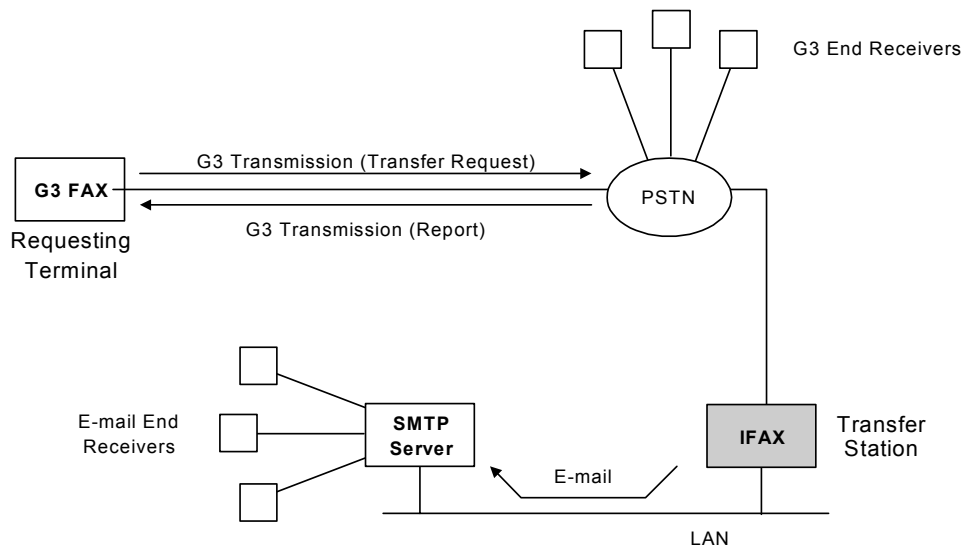 G3 End Receivers
G3 Transmission (Transfer Request)
G3 FAX
PSTN
G3 Transmission (Report)
Requesting
Terminal
E-mail End
Receivers
SMTP
Server
IFAX
Transfer
Station
E-mail
LAN